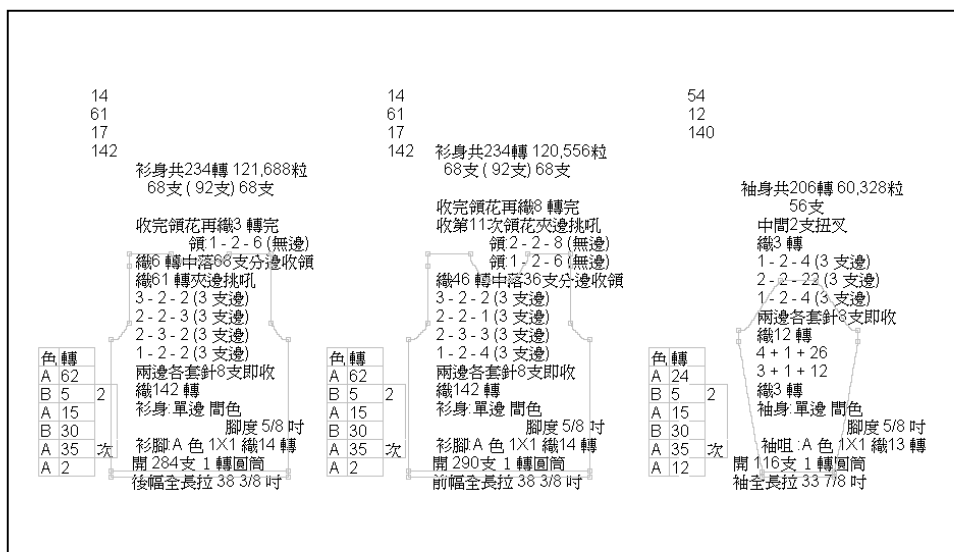 14
61
17
142
衫身共234轉 121,688粒
68支 ( 92支) 68支
收完領花再織3 轉完
領:1 - 2 - 6 (無邊)
織6 轉中落68支分邊收領
織61 轉夾邊挑吼
3 - 2 - 2 (3 支邊)
2 - 2 - 3 (3 支邊)
2 - 3 - 2 (3 支邊)
1 - 2 - 2 (3 支邊)
兩邊各套針8支即收
織142 轉
衫身:單邊 間色
腳度 5/8 吋
衫腳:A 色 1X1 織14 轉
開 284支 1 轉圓筒
後幅全長拉 38 3/8 吋
色 轉
A 62
B 5 2
A 15
B 30
A 35 次
A 2
14
61
17
142
衫身共234轉 120,556粒
68支 ( 92支) 68支
收完領花再織8 轉完
收第11次領花夾邊挑吼
領:2 - 2 - 8 (無邊)
領:1 - 2 - 6 (無邊)
織46 轉中落36支分邊收領
3 - 2 - 2 (3 支邊)
2 - 2 - 1 (3 支邊)
2 - 3 - 3 (3 支邊)
1 - 2 - 4 (3 支邊)
兩邊各套針8支即收
織142 轉
衫身:單邊 間色
腳度 5/8 吋
衫腳:A 色 1X1 織14 轉
開 290支 1 轉圓筒
前幅全長拉 38 3/8 吋
色 轉
A 62
B 5 2
A 15
B 30
A 35 次
A 2
54
12
140
袖身共206轉 60,328粒
56支
中間2支扭叉
織3 轉
1 - 2 - 4 (3 支邊)
2 - 2 - 22 (3 支邊)
1 - 2 - 4 (3 支邊)
兩邊各套針8支即收
織12 轉
4 + 1 + 26
3 + 1 + 12
織3 轉
袖身:單邊 間色
腳度 5/8 吋
袖咀 :A 色 1X1 織13 轉
開 116支 1 轉圓筒
袖全長拉 33 7/8 吋
色 轉
A 24
B 5 2
A 15
B 30
A 35 次
A 12